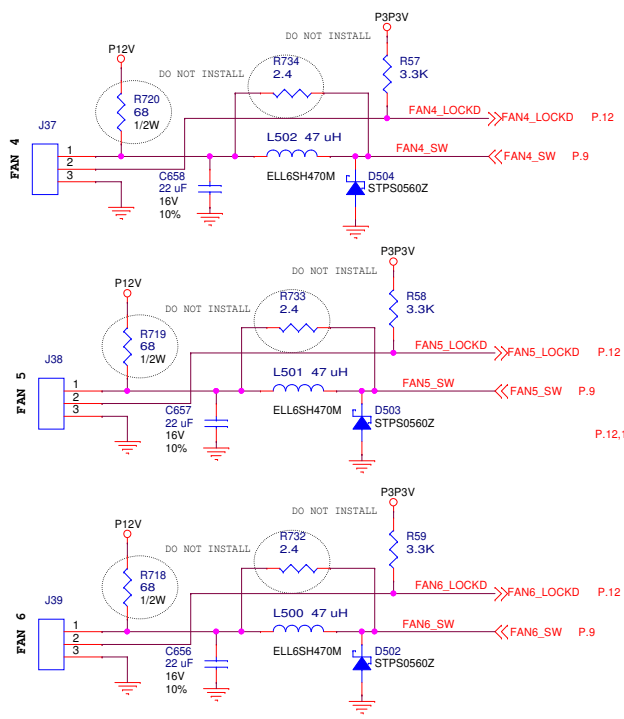 DO NOT INSTALL
P3P3V
P12V
DO NOT INSTALL
R734
2.4
R57
3.3K
R720
68
1/2W
FAN4_LOCKD
FAN4_LOCKD P.12
J37
FAN 4
1
2
3
L502 47 uH
ELL6SH470M
FAN4_SW
FAN4_SW P.9
C658
22 uF
16V
10%
D504
STPS0560Z
P3P3V
DO NOT INSTALL
P12V
DO NOT INSTALL
R733
2.4
R58
3.3K
R719
68
1/2W
FAN5_LOCKD
FAN5_LOCKD P.12
J38
FAN 5
1
2
3
L501 47 uH
ELL6SH470M
FAN5_SW
FAN5_SW P.9
C657
22 uF
16V
10%
D503
STPS0560Z
P.12,1
P3P3V
DO NOT INSTALL
P12V
DO NOT INSTALL
R732
2.4
R59
3.3K
R718
68
1/2W
FAN6_LOCKD
FAN6_LOCKD P.12
J39
FAN 6
1
2
3
L500 47 uH
ELL6SH470M
FAN6_SW
FAN6_SW P.9
C656
22 uF
16V
10%
D502
STPS0560Z